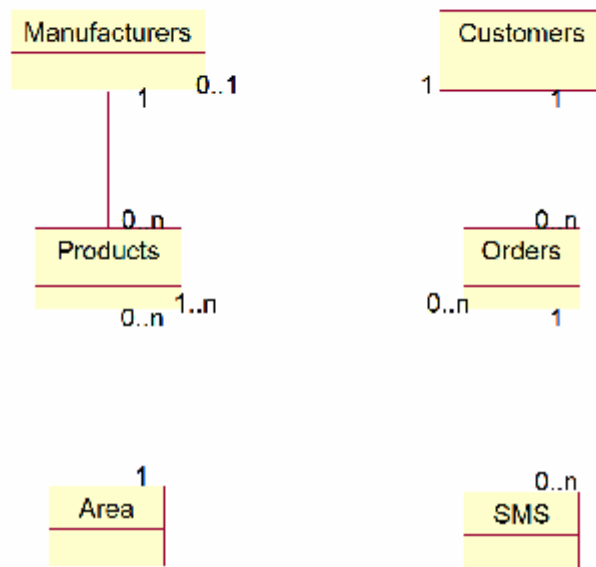 Manufacturers
Customers
0..1
1
1
1
0..n
0..n
Products
Orders
1..n
0..n
0..n
1
1
0..n
Area
SMS